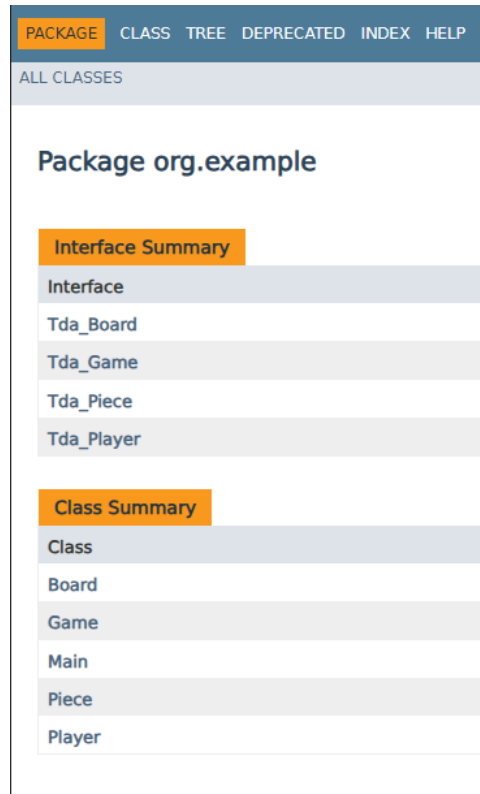 PACKAGE CLASS TREE DEPRECATED INDEX HELP
ALL CLASSES
Package org.example
Interface Summary
Interface
Tda_Board
Tda_Game
Tda_Piece
Tda_Player
Class Summary
Class
Board
Game
Main
Piece
Player